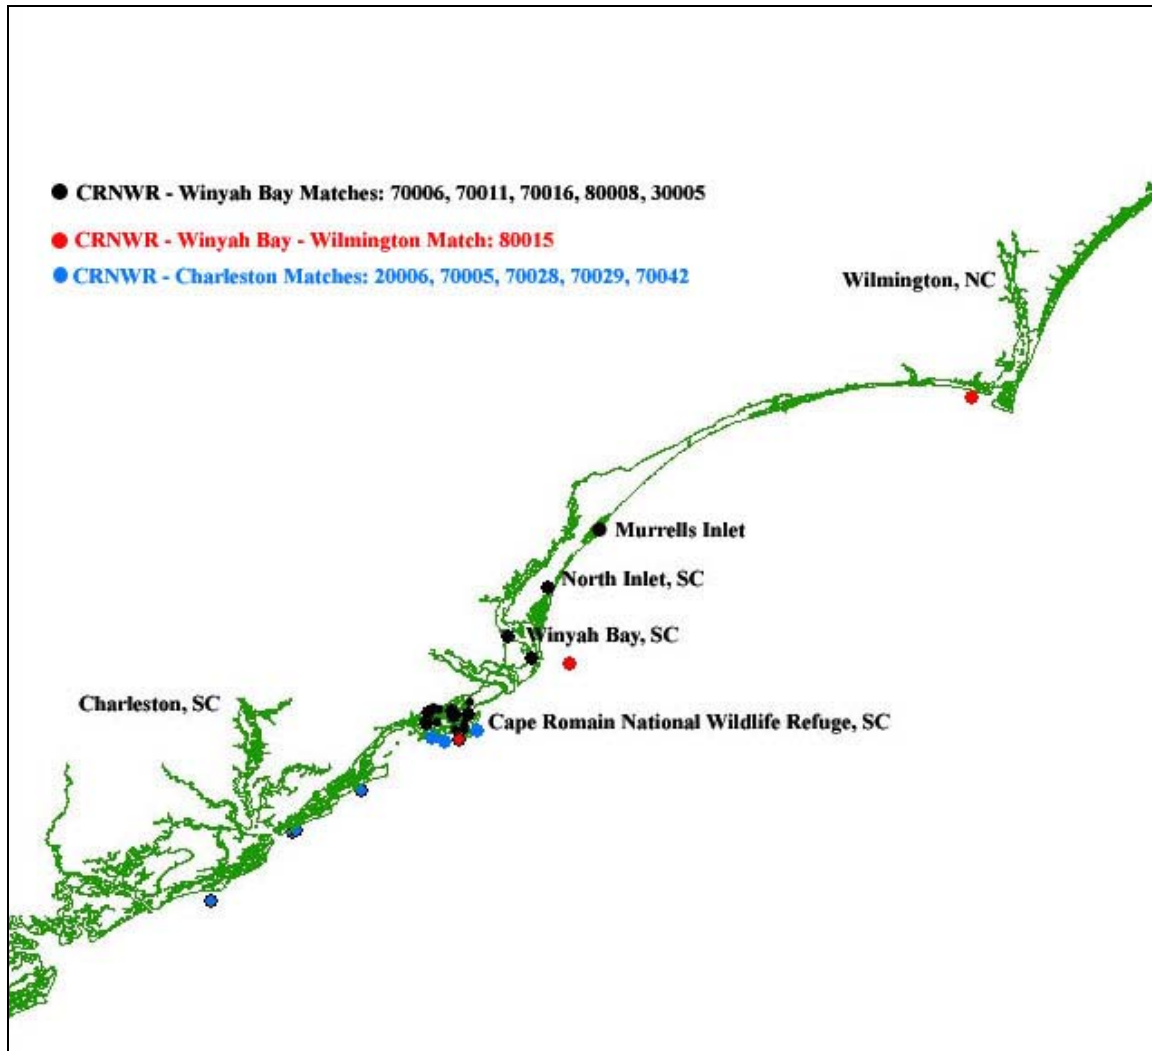 CRNWR - Winyah Bay Matches: 70006, 70011, 70016, 80008, 30005
CRNWR - Winyah Bay - Wilmington Match: 80015
CRNWR - Charleston Matches: 20006, 70005, 70028, 70029, 70042
Wilmington, NC
Murrells Inlet
North Inlet, SC
Winyah Bay, SC
Charleston, SC
Cape Romain National Wildlife Refuge, SC